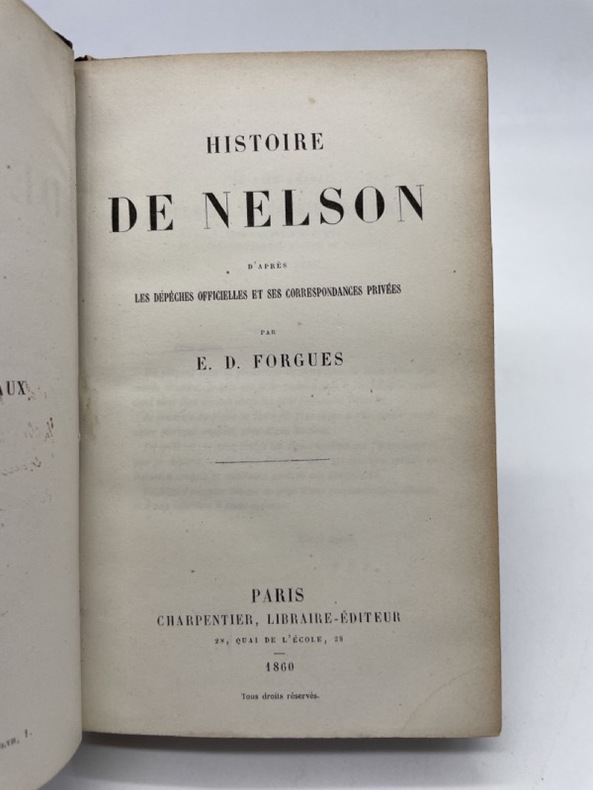 HISTOIRE
DE NELSON
D'APRÈS
LES DÉPÊCHES OFFICIELLES ET SES CORRESPONDANCES PRIVÉES
PAR
E. D. FORGUES
PARIS
CHARPENTIER, LIBRAIRE-ÉDITEUR
28, QUAI DE L'ÉCOLE, 28
1860
Tous droits réservés.
AUX